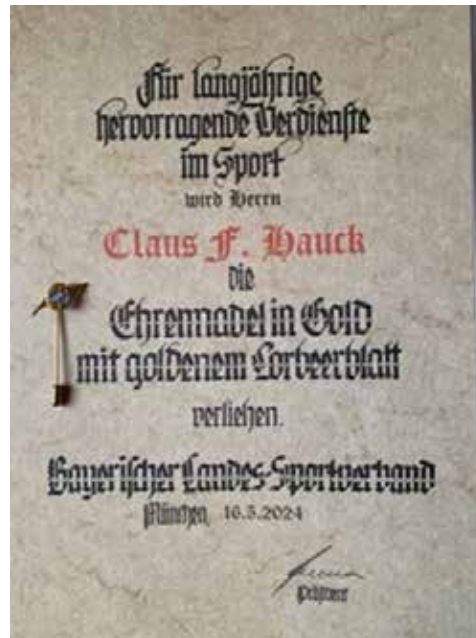 Für langjährige
hervorragende Verdienste
im Sport
wird Herrn
Claus F. Hauck
die
Ehrennadel in Gold
mit goldenem Lorbeerblatt
verliehen.
Bayerischer Landes-Sportverband
München, 16.5.2024
Präsident